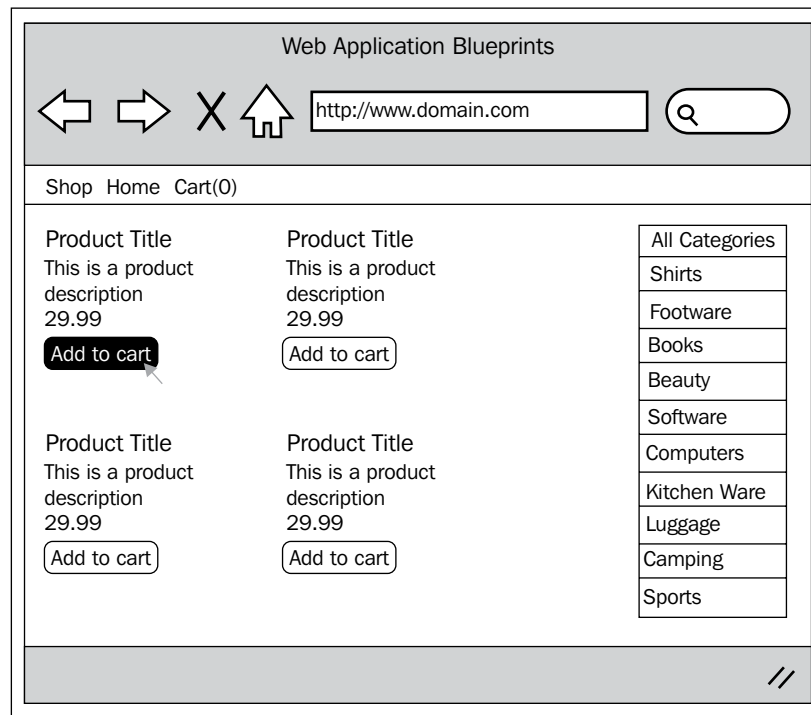 Web Application Blueprints
http://www.domain.com
Shop Home Cart(0)
Product Title
This is a product
description
29.99
Add to cart
Product Title
This is a product
description
29.99
Add to cart
Product Title
This is a product
description
29.99
Add to cart
Product Title
This is a product
description
29.99
Add to cart
All Categories
Shirts
Footware
Books
Beauty
Software
Computers
Kitchen Ware
Luggage
Camping
Sports